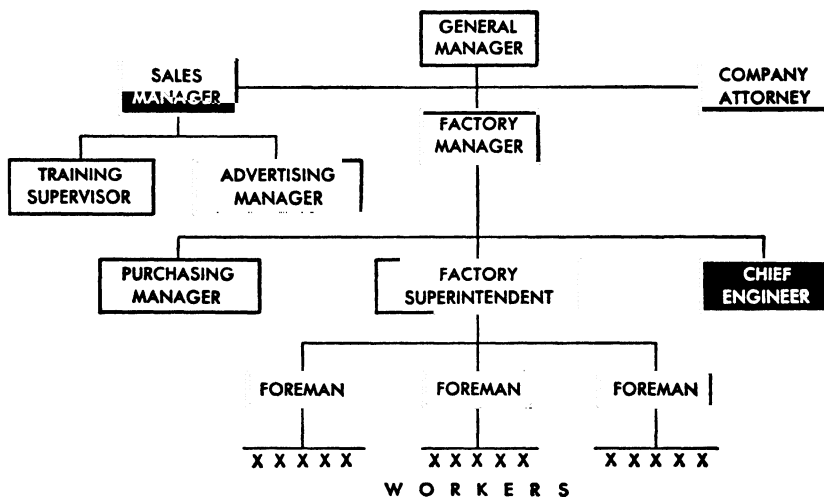 GENERAL
MANAGER
SALES
MANAGER
COMPANY
ATTORNEY
FACTORY
MANAGER
TRAINING
SUPERVISOR
ADVERTISING
MANAGER
PURCHASING
MANAGER
FACTORY
SUPERINTENDENT
CHIEF
ENGINEER
FOREMAN FOREMAN FOREMAN
X X X X X X X X X X X X X X X
W O R K E R S